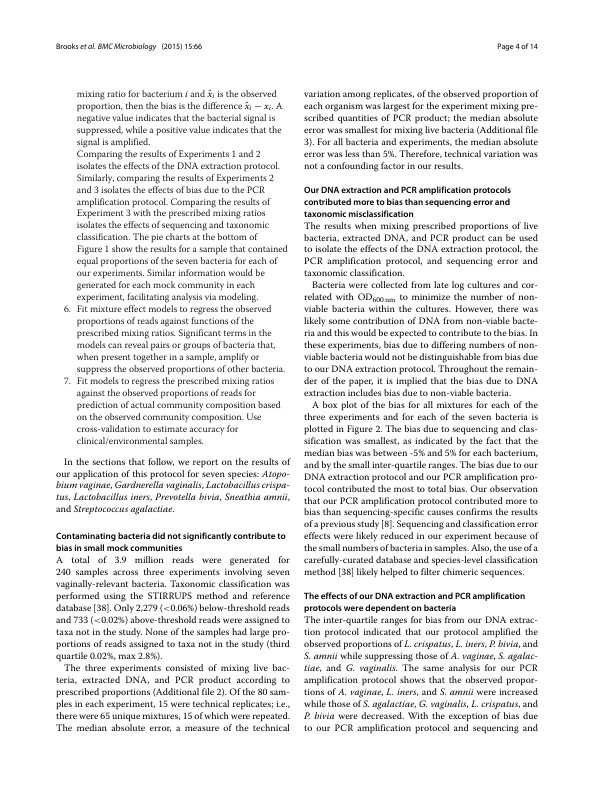 Brooks et al. BMC Microbiology (2015) 15:66
Page 4 of 14
mixing ratio for bacterium i and x̂i is the observed
proportion, then the bias is the difference x̂i − xi. A
negative value indicates that the bacterial signal is
suppressed, while a positive value indicates that the
signal is amplified.
Comparing the results of Experiments 1 and 2
isolates the effects of the DNA extraction protocol.
Similarly, comparing the results of Experiments 2
and 3 isolates the effects of bias due to the PCR
amplification protocol. Comparing the results of
Experiment 3 with the prescribed mixing ratios
isolates the effects of sequencing and taxonomic
classification. The pie charts at the bottom of
Figure 1 show the results for a sample that contained
equal proportions of the seven bacteria for each of
our experiments. Similar information would be
generated for each mock community in each
experiment, facilitating analysis via modeling.
6. Fit mixture effect models to regress the observed
proportions of reads against functions of the
prescribed mixing ratios. Significant terms in the
models can reveal pairs or groups of bacteria that,
when present together in a sample, amplify or
suppress the observed proportions of other bacteria.
7. Fit models to regress the prescribed mixing ratios
against the observed proportions of reads for
prediction of actual community composition based
on the observed community composition. Use
cross-validation to estimate accuracy for
clinical/environmental samples.
In the sections that follow, we report on the results of
our application of this protocol for seven species: Atopo-
bium vaginae, Gardnerella vaginalis, Lactobacillus crispa-
tus, Lactobacillus iners, Prevotella bivia, Sneathia amnii,
and Streptococcus agalactiae.
Contaminating bacteria did not significantly contribute to
bias in small mock communities
A total of 3.9 million reads were generated for
240 samples across three experiments involving seven
vaginally-relevant bacteria. Taxonomic classification was
performed using the STIRRUPS method and reference
database [38]. Only 2,279 (<0.06%) below-threshold reads
and 733 (<0.02%) above-threshold reads were assigned to
taxa not in the study. None of the samples had large pro-
portions of reads assigned to taxa not in the study (third
quartile 0.02%, max 2.8%).
The three experiments consisted of mixing live bac-
teria, extracted DNA, and PCR product according to
prescribed proportions (Additional file 2). Of the 80 sam-
ples in each experiment, 15 were technical replicates; i.e.,
there were 65 unique mixtures, 15 of which were repeated.
The median absolute error, a measure of the technical
variation among replicates, of the observed proportion of
each organism was largest for the experiment mixing pre-
scribed quantities of PCR product; the median absolute
error was smallest for mixing live bacteria (Additional file
3). For all bacteria and experiments, the median absolute
error was less than 5%. Therefore, technical variation was
not a confounding factor in our results.
Our DNA extraction and PCR amplification protocols
contributed more to bias than sequencing error and
taxonomic misclassification
The results when mixing prescribed proportions of live
bacteria, extracted DNA, and PCR product can be used
to isolate the effects of the DNA extraction protocol, the
PCR amplification protocol, and sequencing error and
taxonomic classification.
Bacteria were collected from late log cultures and cor-
related with OD600 nm to minimize the number of non-
viable bacteria within the cultures. However, there was
likely some contribution of DNA from non-viable bacte-
ria and this would be expected to contribute to the bias. In
these experiments, bias due to differing numbers of non-
viable bacteria would not be distinguishable from bias due
to our DNA extraction protocol. Throughout the remain-
der of the paper, it is implied that the bias due to DNA
extraction includes bias due to non-viable bacteria.
A box plot of the bias for all mixtures for each of the
three experiments and for each of the seven bacteria is
plotted in Figure 2. The bias due to sequencing and clas-
sification was smallest, as indicated by the fact that the
median bias was between -5% and 5% for each bacterium,
and by the small inter-quartile ranges. The bias due to our
DNA extraction protocol and our PCR amplification pro-
tocol contributed the most to total bias. Our observation
that our PCR amplification protocol contributed more to
bias than sequencing-specific causes confirms the results
of a previous study [8]. Sequencing and classification error
effects were likely reduced in our experiment because of
the small numbers of bacteria in samples. Also, the use of a
carefully-curated database and species-level classification
method [38] likely helped to filter chimeric sequences.
The effects of our DNA extraction and PCR amplification
protocols were dependent on bacteria
The inter-quartile ranges for bias from our DNA extrac-
tion protocol indicated that our protocol amplified the
observed proportions of L. crispatus, L. iners, P. bivia, and
S. amnii while suppressing those of A. vaginae, S. agalac-
tiae, and G. vaginalis. The same analysis for our PCR
amplification protocol shows that the observed propor-
tions of A. vaginae, L. iners, and S. amnii were increased
while those of S. agalactiae, G. vaginalis, L. crispatus, and
P. bivia were decreased. With the exception of bias due
to our PCR amplification protocol and sequencing and